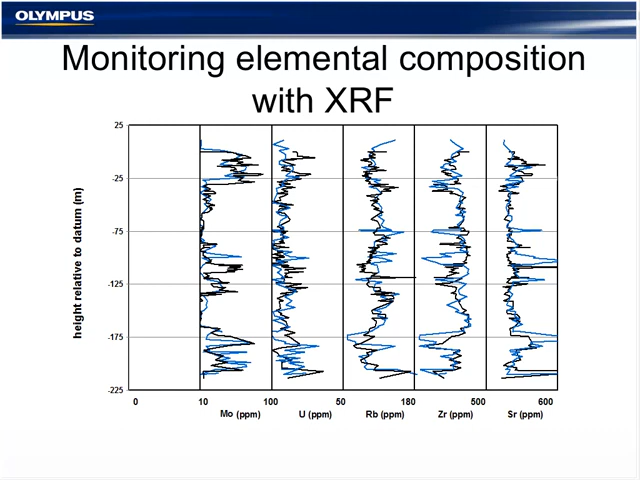 OLYMPUS
Monitoring elemental composition
with XRF
25
-25
-75
-125
-175
-225
height relative to datum (m)
0 10 100 50 180 500 600
Mo (ppm) U (ppm) Rb (ppm) Zr (ppm) Sr (ppm)